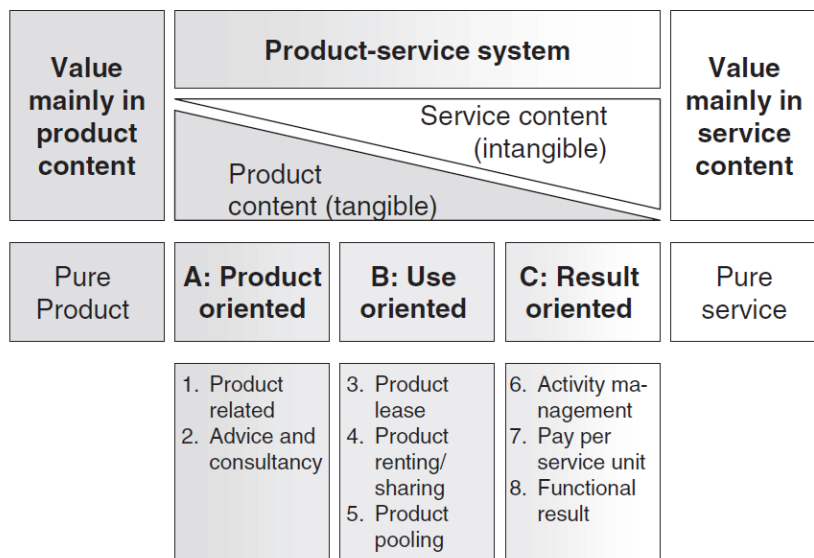 Value
mainly in
product
content
Product-service system
Service content
(intangible)
Product
content (tangible)
Value
mainly in
service
content
Pure
Product
A: Product
oriented
B: Use
oriented
C: Result
oriented
Pure
service
1. Product
related
2. Advice and
consultancy
3. Product
lease
4. Product
renting/
sharing
5. Product
pooling
6. Activity ma-
nagement
7. Pay per
service unit
8. Functional
result